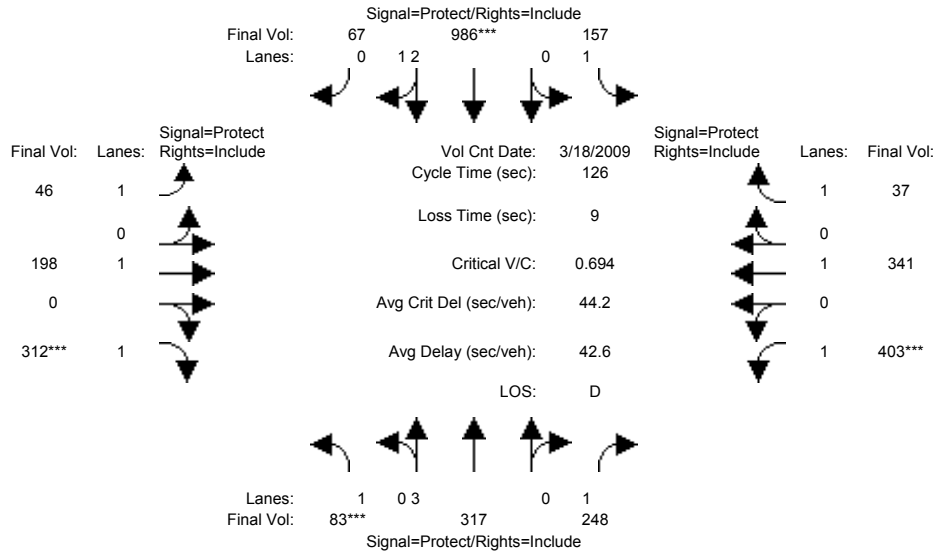 Signal=Protect/Rights=Include
Final Vol: 67 986*** 157
Lanes: 0 1 2 0 1
Signal=Protect
Final Vol: Lanes: Rights=Include
Vol Cnt Date: 3/18/2009
Signal=Protect
Rights=Include Lanes: Final Vol:
Cycle Time (sec): 126
46 1
1 37
Loss Time (sec): 9
0
0
198 1
Critical V/C: 0.694
1 341
0 1
Avg Crit Del (sec/veh): 44.2
0
312*** 1
Avg Delay (sec/veh): 42.6
1 403***
LOS: D
Lanes: 1 0 3 0 1
Final Vol: 83*** 317 248
Signal=Protect/Rights=Include